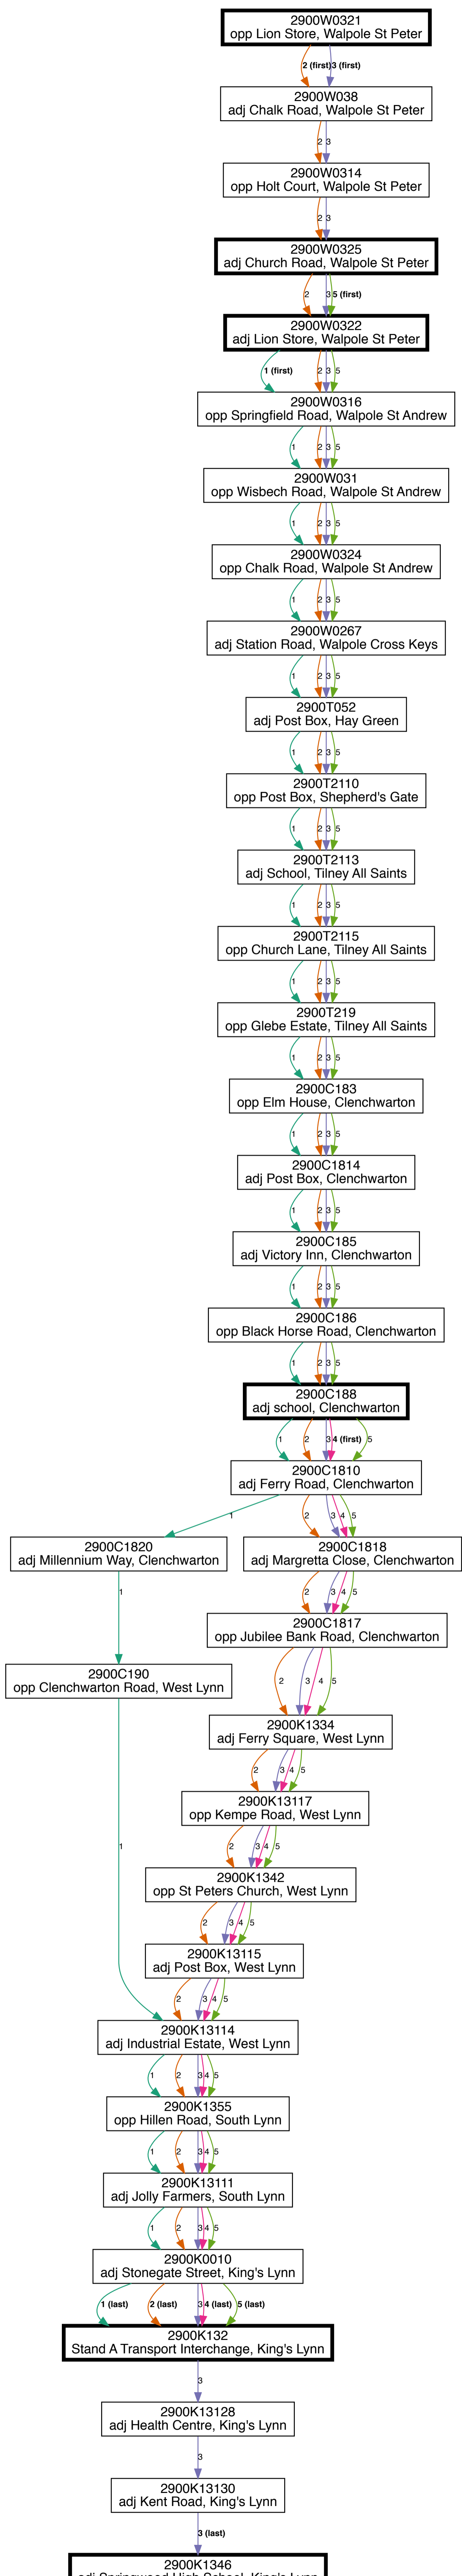 2900W0321
opp Lion Store, Walpole St Peter
2 (first) 3 (first)
2900W038
adj Chalk Road, Walpole St Peter
2 3
2900W0314
opp Holt Court, Walpole St Peter
2 3
2900W0325
adj Church Road, Walpole St Peter
2 3 5 (first)
2900W0322
adj Lion Store, Walpole St Peter
1 (first) 2 3 5
2900W0316
opp Springfield Road, Walpole St Andrew
1 2 3 5
2900W031
opp Wisbech Road, Walpole St Andrew
1 2 3 5
2900W0324
opp Chalk Road, Walpole St Andrew
1 2 3 5
2900W0267
adj Station Road, Walpole Cross Keys
1 2 3 5
2900T052
adj Post Box, Hay Green
1 2 3 5
2900T2110
opp Post Box, Shepherd's Gate
1 2 3 5
2900T2113
adj School, Tilney All Saints
1 2 3 5
2900T2115
opp Church Lane, Tilney All Saints
1 2 3 5
2900T219
opp Glebe Estate, Tilney All Saints
1 2 3 5
2900C183
opp Elm House, Clenchwarton
1 2 3 5
2900C1814
adj Post Box, Clenchwarton
1 2 3 5
2900C185
adj Victory Inn, Clenchwarton
1 2 3 5
2900C186
opp Black Horse Road, Clenchwarton
1 2 3 5
2900C188
adj school, Clenchwarton
1 2 3 4 (first) 5
2900C1810
adj Ferry Road, Clenchwarton
1 2 3 4 5
2900C1820
adj Millennium Way, Clenchwarton
2900C1818
adj Margretta Close, Clenchwarton
1 2 3 4 5
2900C1817
opp Jubilee Bank Road, Clenchwarton
2900C190
opp Clenchwarton Road, West Lynn
2 3 4 5
2900K1334
adj Ferry Square, West Lynn
2 3 4 5
2900K13117
opp Kempe Road, West Lynn
1 2 3 4 5
2900K1342
opp St Peters Church, West Lynn
2 3 4 5
2900K13115
adj Post Box, West Lynn
2 3 4 5
2900K13114
adj Industrial Estate, West Lynn
1 2 3 4 5
2900K1355
opp Hillen Road, South Lynn
1 2 3 4 5
2900K13111
adj Jolly Farmers, South Lynn
1 2 3 4 5
2900K0010
adj Stonegate Street, King's Lynn
1 (last) 2 (last) 3 4 (last) 5 (last)
2900K132
Stand A Transport Interchange, King's Lynn
3
2900K13128
adj Health Centre, King's Lynn
3
2900K13130
adj Kent Road, King's Lynn
3 (last)
2900K1346
adj Springwood High School, King's Lynn